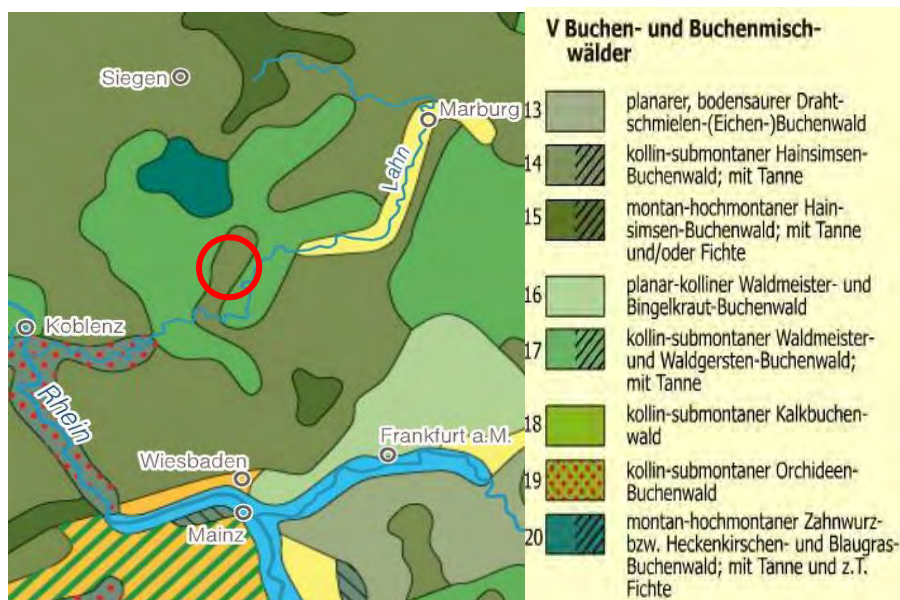 Siegen
Marburg
Lahn
Koblenz
Rhein
Wiesbaden
Frankfurt a.M.
Mainz
V Buchen- und Buchenmisch-
wälder
13 planarer, bodensaurer Draht-
schmielen-(Eichen-)Buchenwald
14 kollin-submontaner Hainsimsen-
Buchenwald; mit Tanne
15 montan-hochmontaner Hain-
simsen-Buchenwald; mit Tanne
und/oder Fichte
16 planar-kolliner Waldmeister- und
Bingelkraut-Buchenwald
17 kollin-submontaner Waldmeister-
und Waldgersten-Buchenwald;
mit Tanne
18 kollin-submontaner Kalkbuchen-
wald
19 kollin-submontaner Orchideen-
Buchenwald
20 montan-hochmontaner Zahnwurz-
bzw. Heckenkirschen- und Blaugras-
Buchenwald; mit Tanne und z.T.
Fichte